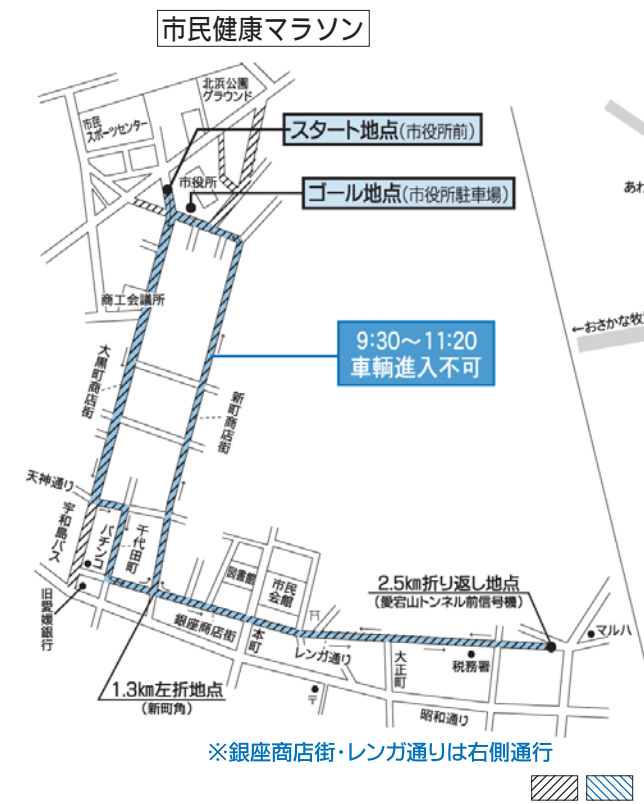 市民健康マラソン
北浜公園
グラウンド
市民
スポーツセンター
スタート地点(市役所前)
市役所
ゴール地点(市役所駐車場)
あわ
商工会議所
←おさかな牧
9:30〜11:20
車輌進入不可
大黒町商店街
新町商店街
天神通り
宇和島バス
パチンコ
千代田町
図書館
市民
会館
2.5km折り返し地点
(愛宕山トンネル前信号機)
マルハ
旧愛媛銀行
銀座商店街
本町
レンガ通り
大正町
税務署
1.3km左折地点
(新町角)
〒
昭和通り
※銀座商店街・レンガ通りは右側通行